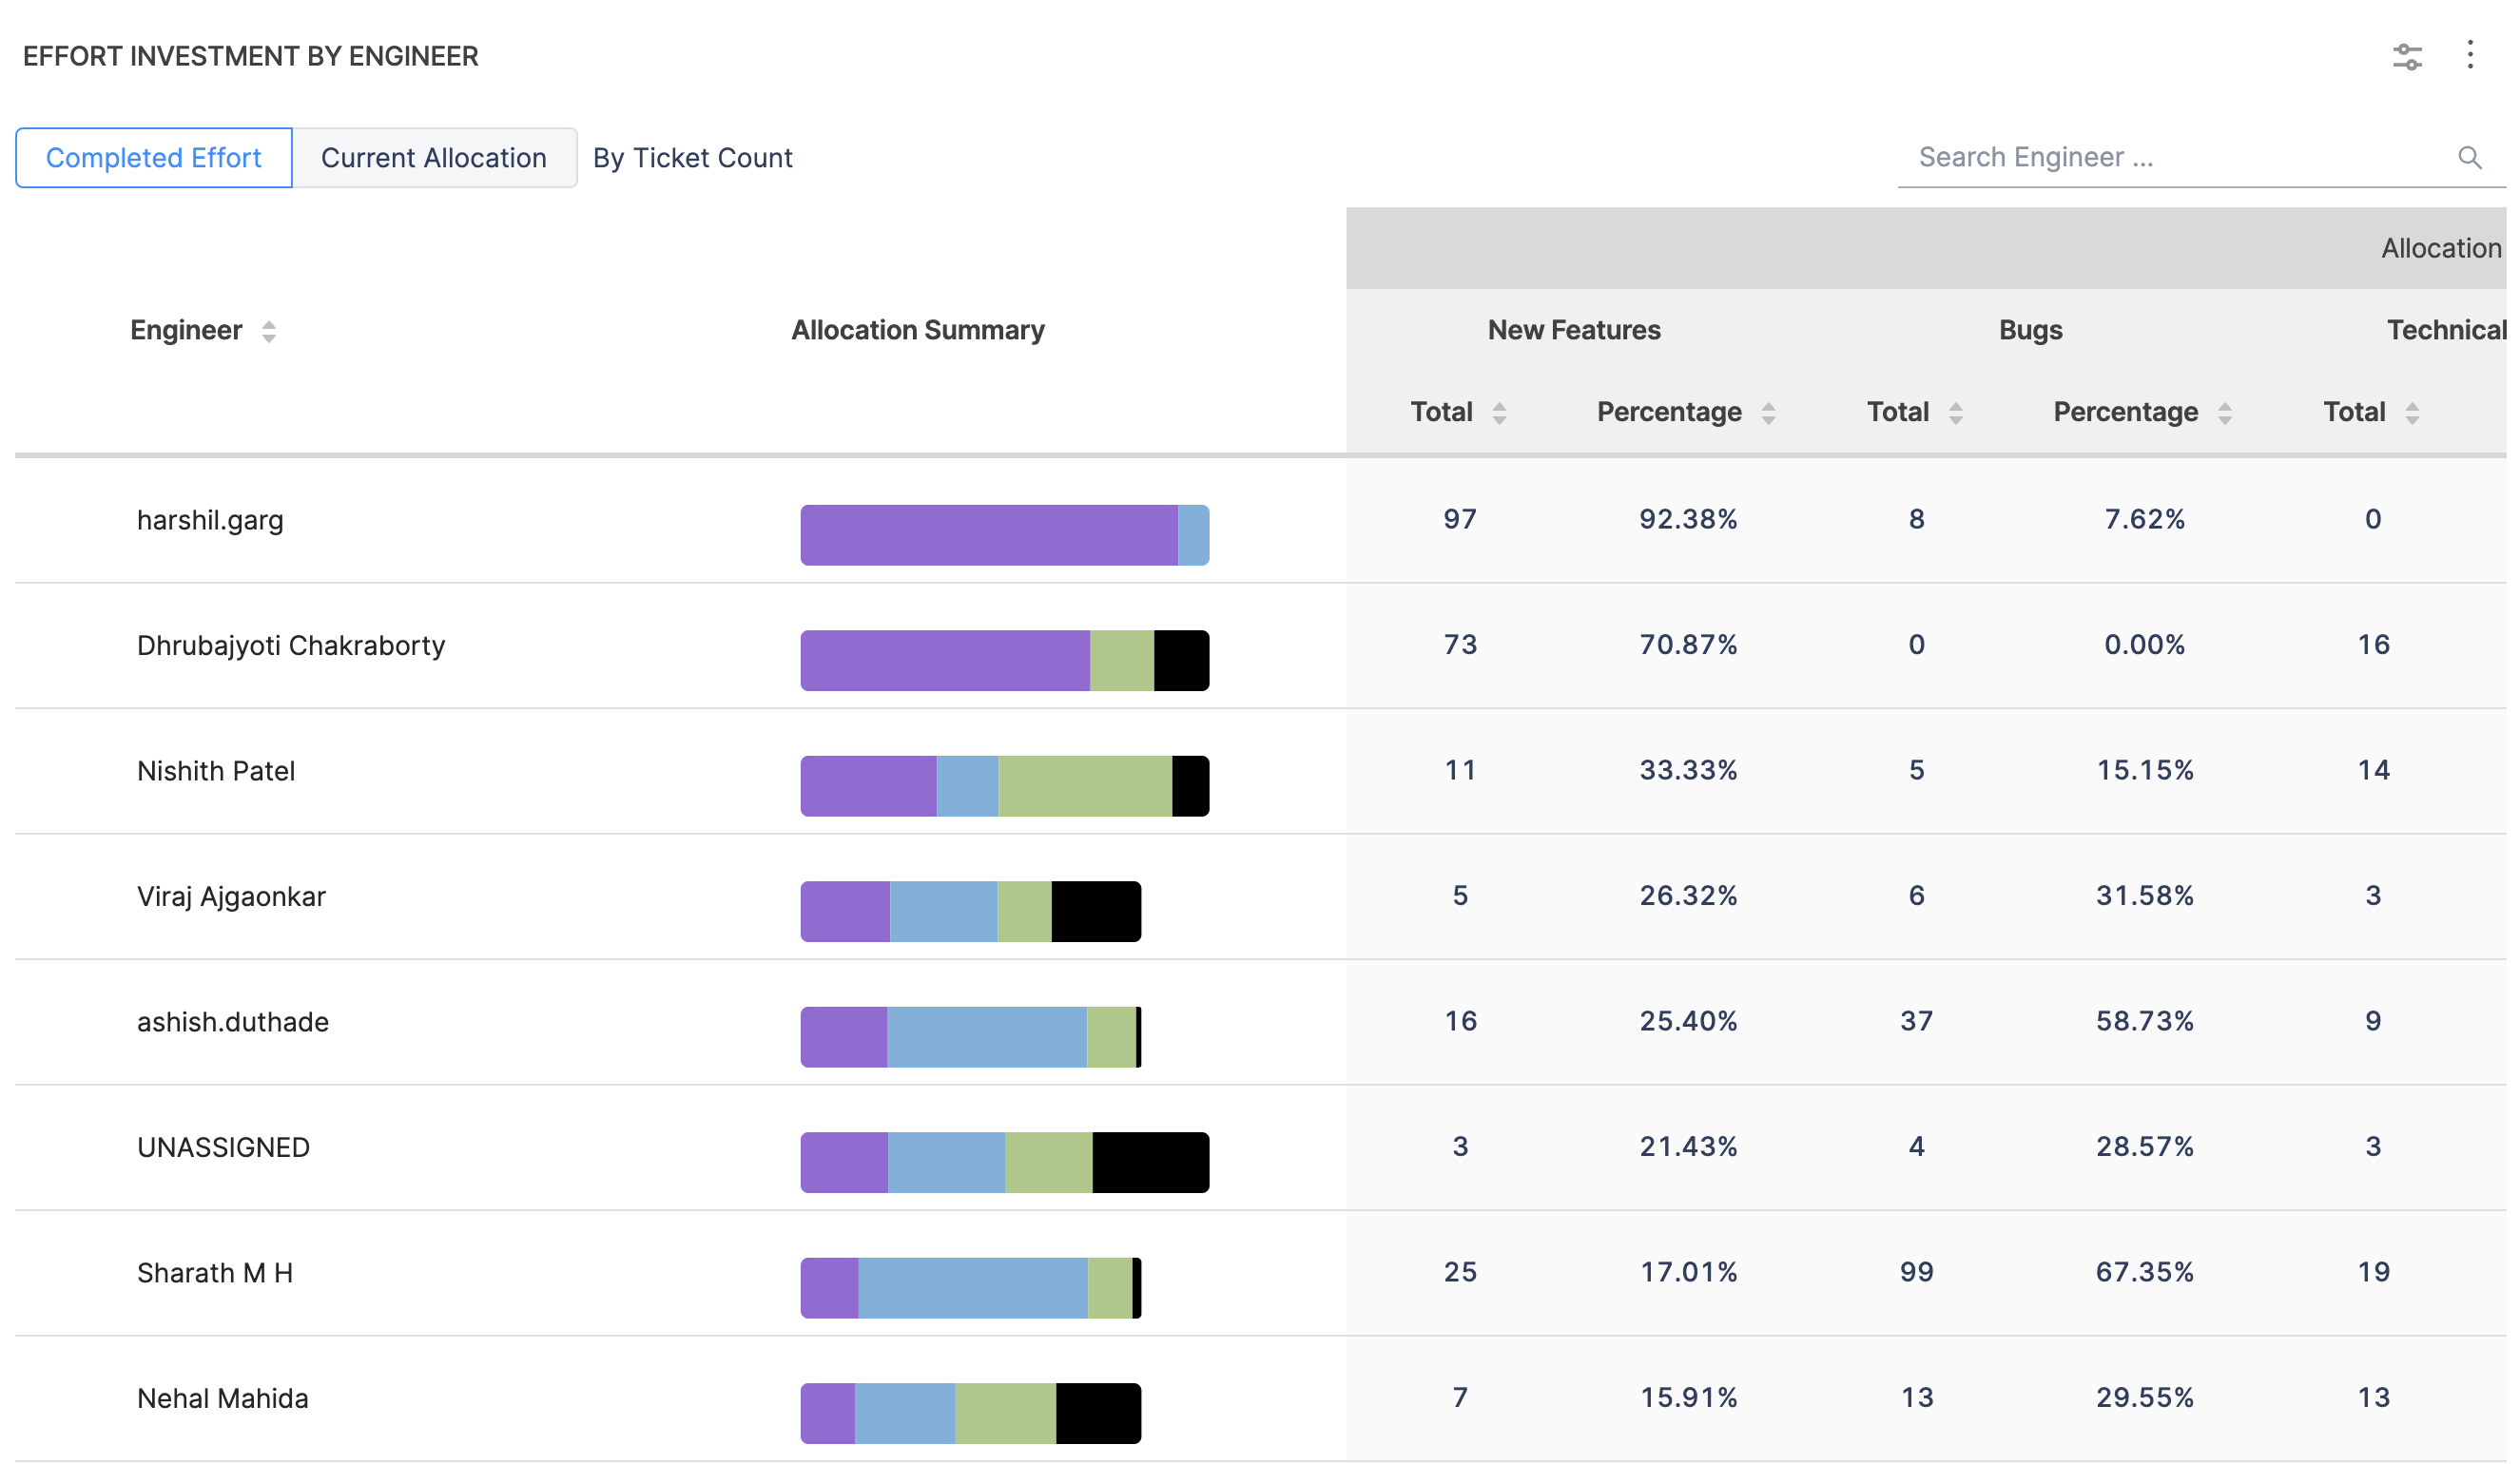 EFFORT INVESTMENT BY ENGINEER
Completed Effort Current Allocation By Ticket Count Search Engineer ...
Allocation
Engineer Allocation Summary New Features Bugs Technical
Total Percentage Total Percentage Total
harshil.garg 97 92.38% 8 7.62% 0
Dhrubajyoti Chakraborty 73 70.87% 0 0.00% 16
Nishith Patel 11 33.33% 5 15.15% 14
Viraj Ajgaonkar 5 26.32% 6 31.58% 3
ashish.duthade 16 25.40% 37 58.73% 9
UNASSIGNED 3 21.43% 4 28.57% 3
Sharath M H 25 17.01% 99 67.35% 19
Nehal Mahida 7 15.91% 13 29.55% 13